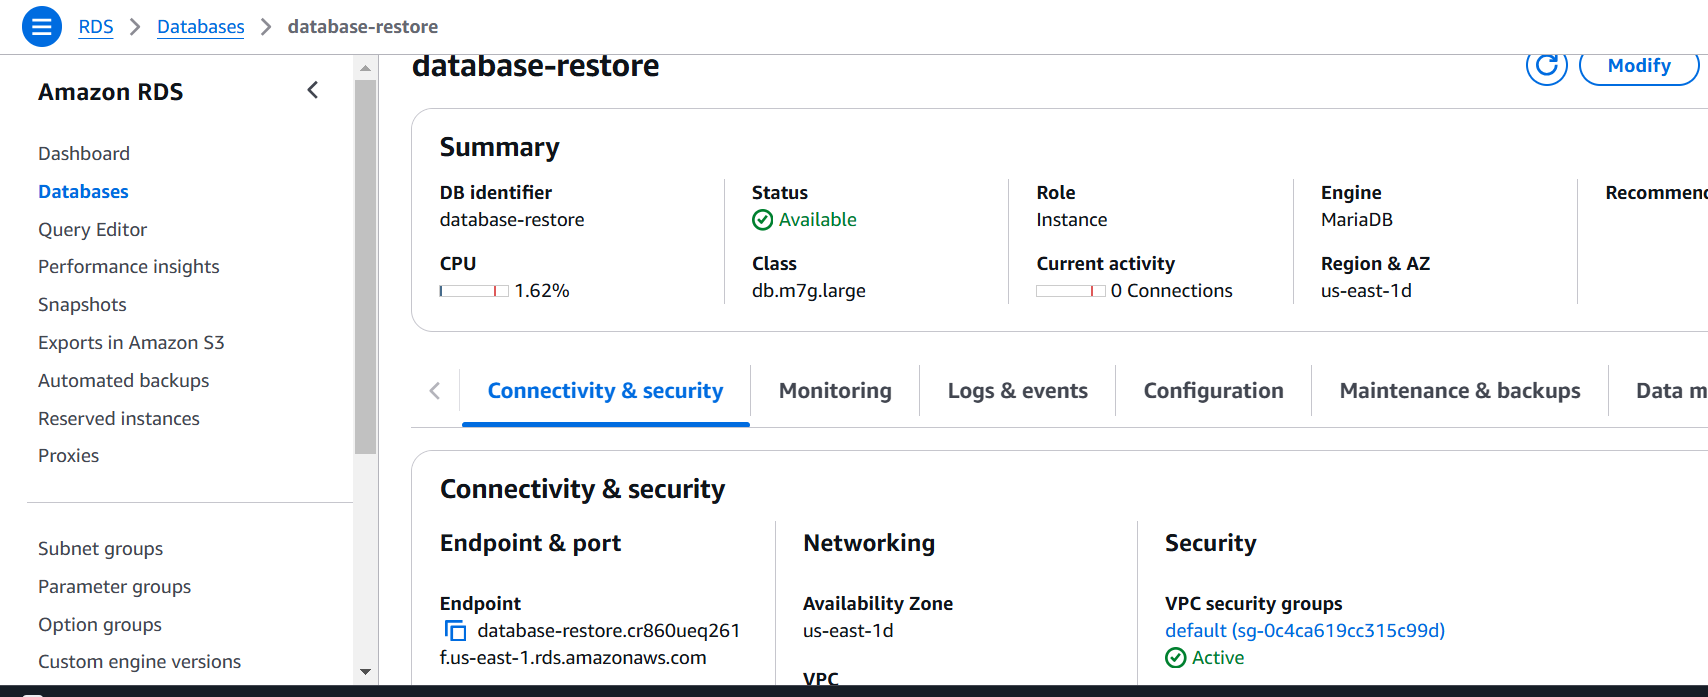 RDS > Databases > database-restore
Amazon RDS
Dashboard
Databases
Query Editor
Performance insights
Snapshots
Exports in Amazon S3
Automated backups
Reserved instances
Proxies
Subnet groups
Parameter groups
Option groups
Custom engine versions
database-restore
Modify
Summary
DB identifier
database-restore
Status
Available
Role
Instance
Engine
MariaDB
Recommend
CPU
1.62%
Class
db.m7g.large
Current activity
0 Connections
Region & AZ
us-east-1d
Connectivity & security
Monitoring
Logs & events
Configuration
Maintenance & backups
Data m
Connectivity & security
Endpoint & port
Endpoint
database-restore.cr860ueq261
f.us-east-1.rds.amazonaws.com
Networking
Availability Zone
us-east-1d
VPC
Security
VPC security groups
default (sg-0c4ca619cc315c99d)
Active